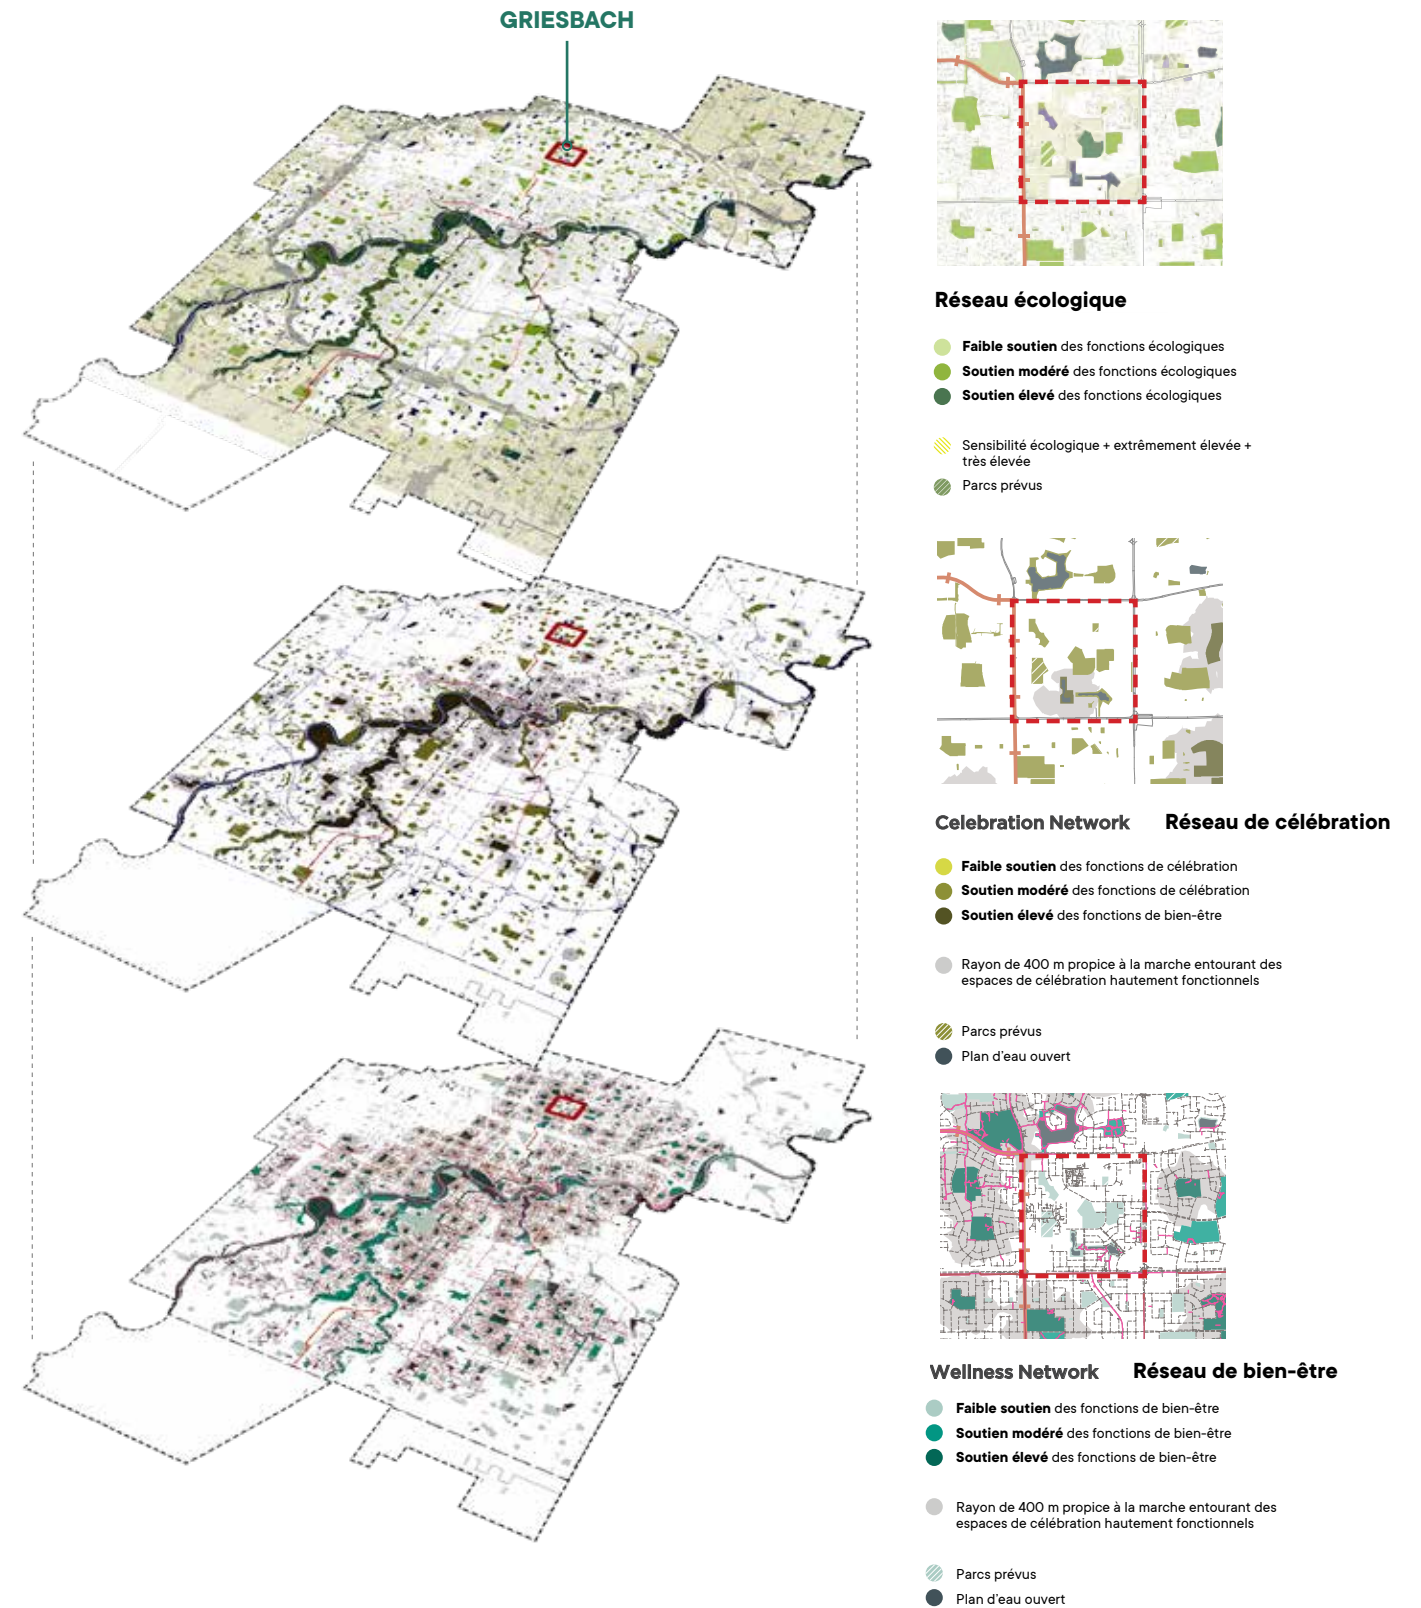 GRIESBACH
Réseau écologique
Faible soutien des fonctions écologiques
Soutien modéré des fonctions écologiques
Soutien élevé des fonctions écologiques
Sensibilité écologique + extrêmement élevée +
très élevée
Parcs prévus
Celebration Network Réseau de célébration
Faible soutien des fonctions de célébration
Soutien modéré des fonctions de célébration
Soutien élevé des fonctions de bien-être
Rayon de 400 m propice à la marche entourant des
espaces de célébration hautement fonctionnels
Parcs prévus
Plan d'eau ouvert
Wellness Network Réseau de bien-être
Faible soutien des fonctions de bien-être
Soutien modéré des fonctions de bien-être
Soutien élevé des fonctions de bien-être
Rayon de 400 m propice à la marche entourant des
espaces de célébration hautement fonctionnels
Parcs prévus
Plan d'eau ouvert